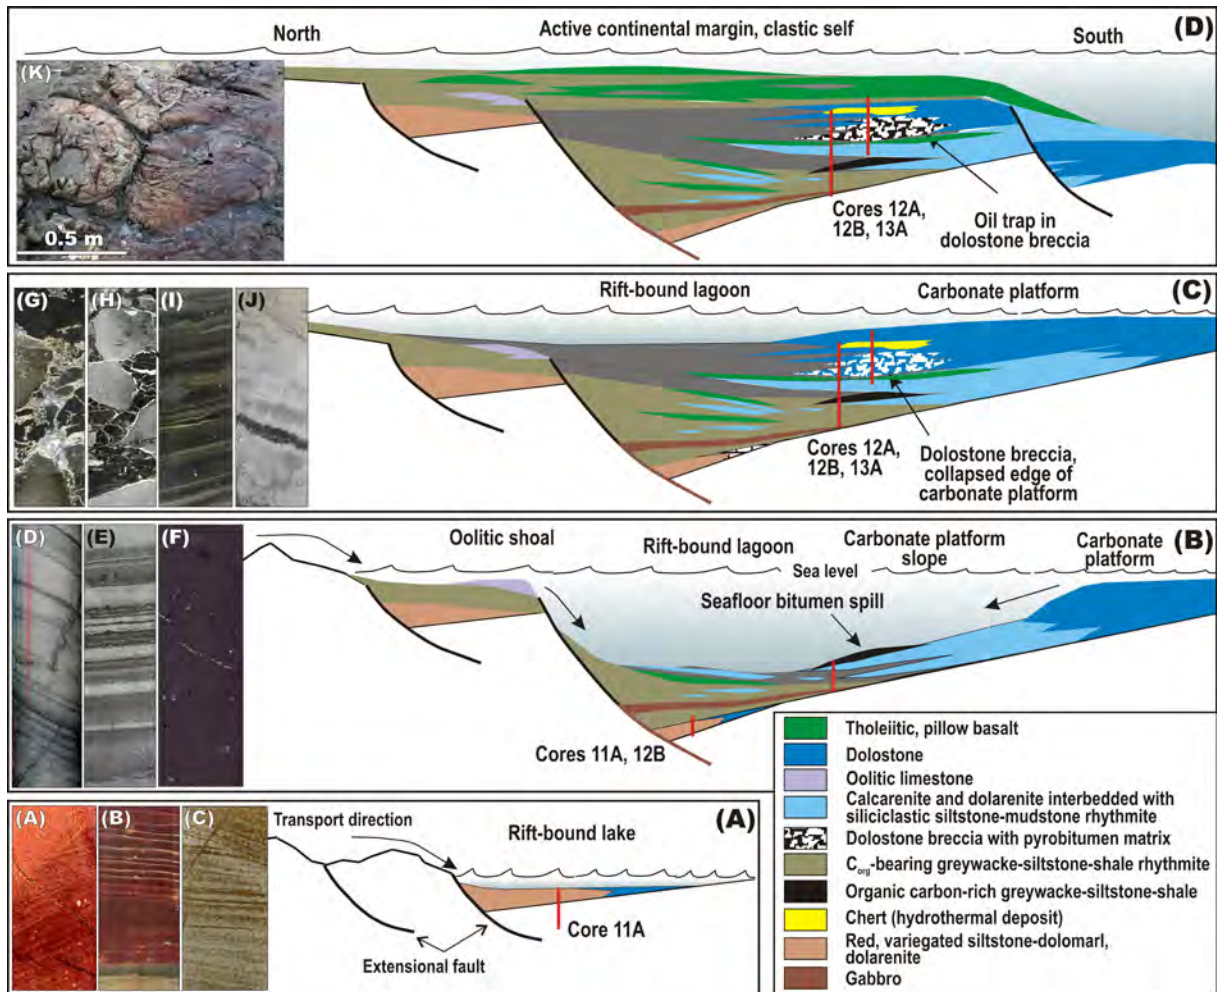 North
Active continental margin, clastic self
South
(D)
(K)
0.5 m
Cores 12A,
12B, 13A
Oil trap in
dolostone breccia
(G)
(H)
(I)
(J)
Rift-bound lagoon
Carbonate platform
(C)
Cores 12A,
12B, 13A
Dolostone breccia,
collapsed edge of
carbonate platform
(D)
(E)
(F)
Oolitic shoal
Rift-bound lagoon
Carbonate platform
slope
Carbonate
platform
(B)
Sea level
Seafloor bitumen spill
Cores 11A, 12B
(A)
(B)
(C)
Transport direction
Rift-bound lake
(A)
Core 11A
Extensional fault
Tholeiitic, pillow basalt
Dolostone
Oolitic limestone
Calcarenite and dolarenite interbedded with
siliciclastic siltstone-mudstone rhythmite
Dolostone breccia with pyrobitumen matrix
Corg-bearing greywacke-siltstone-shale rhythmite
Organic carbon-rich greywacke-siltstone-shale
Chert (hydrothermal deposit)
Red, variegated siltstone-dolomarl,
dolarenite
Gabbro